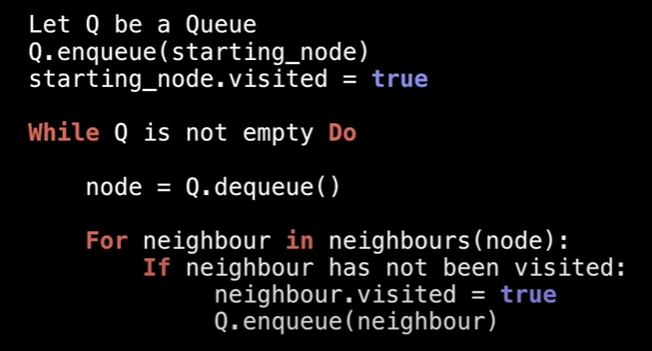 Let Q be a Queue
Q.enqueue(starting_node)
starting_node.visited = true
While Q is not empty Do
node = Q.dequeue()
For neighbour in neighbours(node):
If neighbour has not been visited:
neighbour.visited = true
Q.enqueue(neighbour)